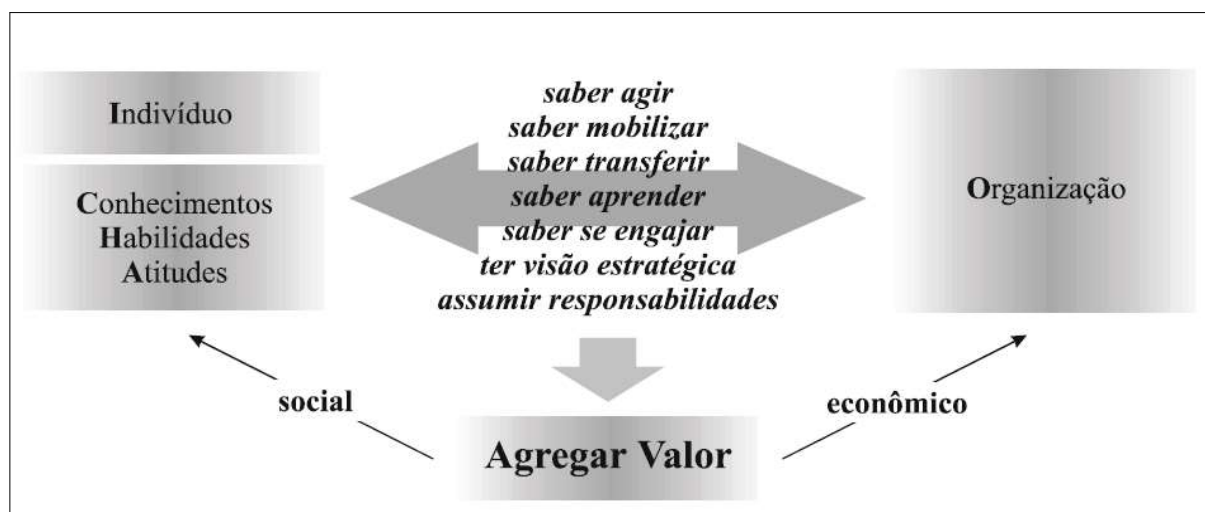 Indivíduo
Conhecimentos
Habilidades
Atitudes
saber agir
saber mobilizar
saber transferir
saber aprender
saber se engajar
ter visão estratégica
assumir responsabilidades
Organização
social
econômico
Agregar Valor